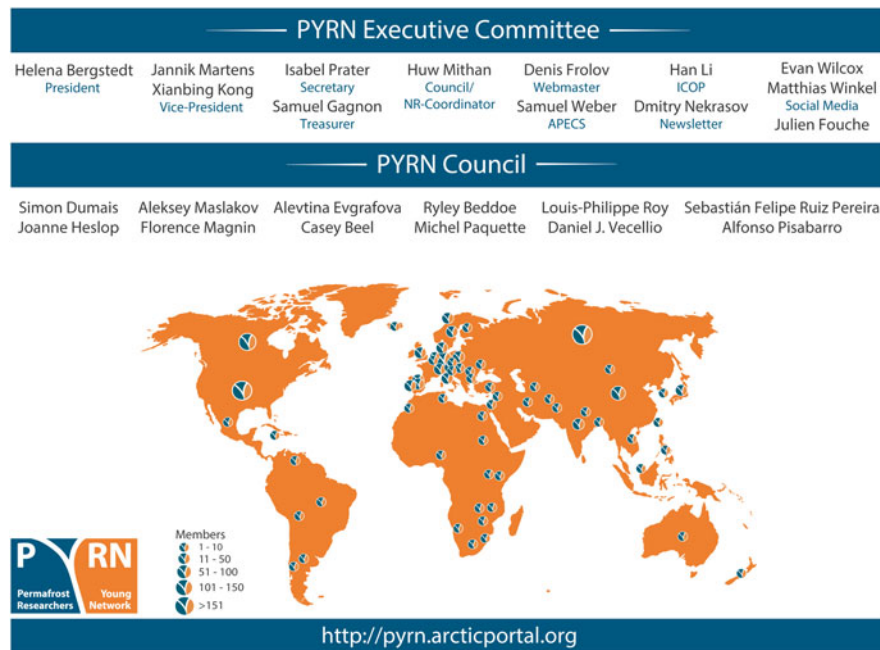 PYRN Executive Committee
Helena Bergstedt
President
Jannik Martens
Xianbing Kong
Vice-President
Isabel Prater
Secretary
Samuel Gagnon
Treasurer
Huw Mithan
Council/
NR-Coordinator
Denis Frolov
Webmaster
Samuel Weber
APECS
Han Li
ICOP
Dmitry Nekrasov
Newsletter
Evan Wilcox
Matthias Winkel
Social Media
Julien Fouche
PYRN Council
Simon Dumais
Joanne Heslop
Aleksey Maslakov
Florence Magnin
Alevtina Evgrafova
Casey Beel
Ryley Beddoe
Michel Paquette
Louis-Philippe Roy
Daniel J. Vecellio
Sebastián Felipe Ruiz Pereira
Alfonso Pisabarro
P RN
Permafrost Young
Researchers Network
Members
1 - 10
11 - 50
51 - 100
101 - 150
>151
http://pyrn.arcticportal.org